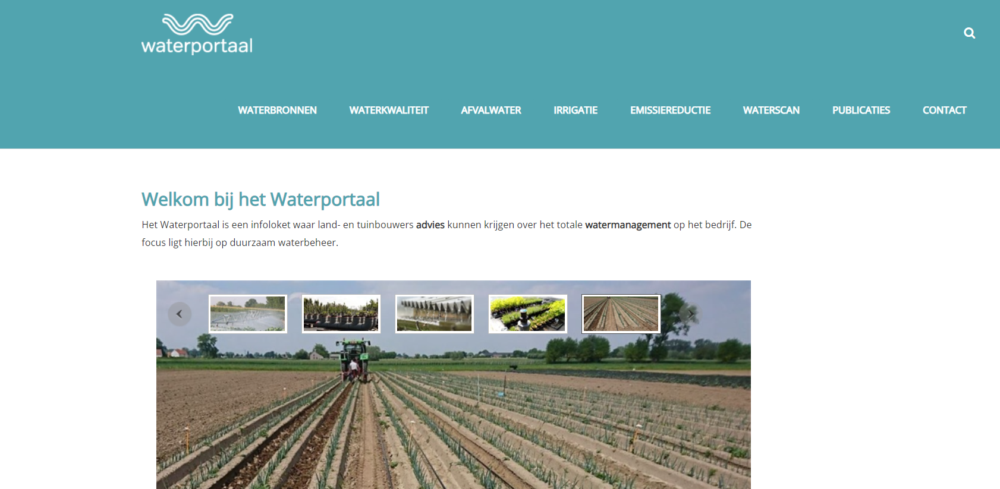 waterportaal
WATERBRONNEN WATERKWALITEIT AFVALWATER IRRIGATIE EMISSIEREDUCTIE WATERSCAN PUBLICATIES CONTACT
Welkom bij het Waterportaal
Het Waterportaal is een infoloket waar land- en tuinbouwers advies kunnen krijgen over het totale watermanagement op het bedrijf. De
focus ligt hierbij op duurzaam waterbeheer.